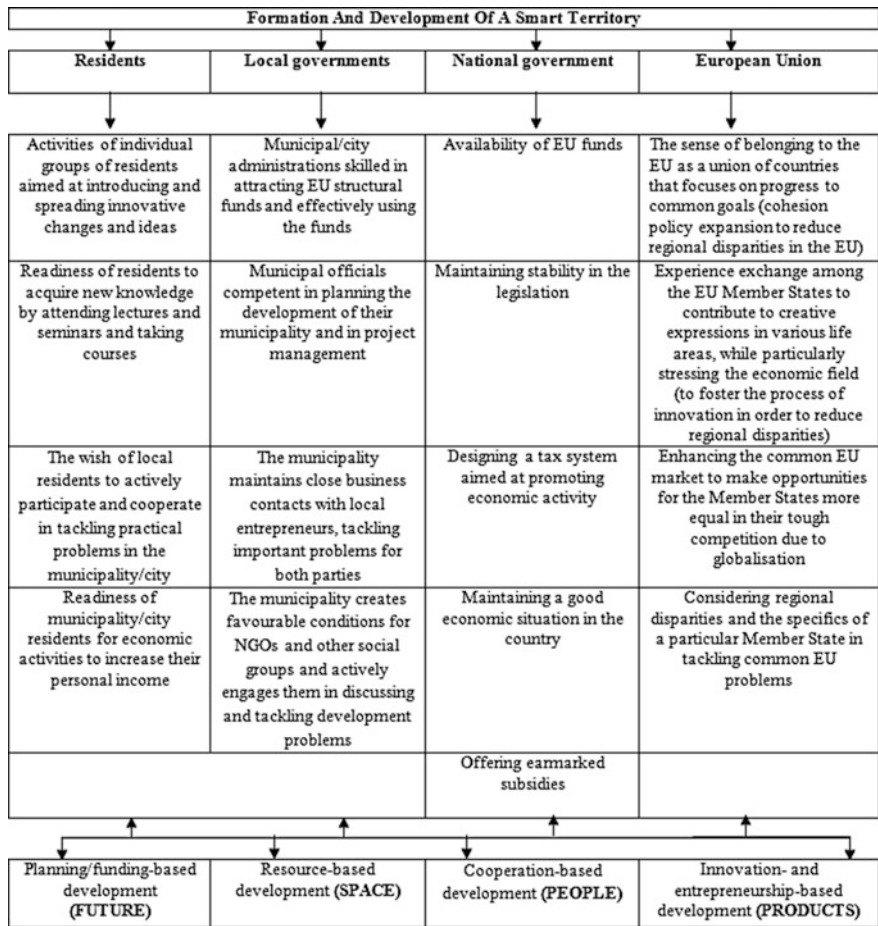 Formation And Development Of A Smart Territory
Residents
Local governments
National government
European Union
Activities of individual
groups of residents
aimed at introducing and
spreading innovative
changes and ideas
Municipal/city
administrations skilled in
attracting EU structural
funds and effectively using
the funds
Availability of EU funds
The sense of belonging to the
EU as a union of countries
that focuses on progress to
common goals (cohesion
policy expansion to reduce
regional disparities in the EU)
Readiness of residents to
acquire new knowledge
by attending lectures and
seminars and taking
courses
Municipal officials
competent in planning the
development of their
municipality and in project
management
Maintaining stability in the
legislation
Experience exchange among
the EU Member States to
contribute to creative
expressions in various life
areas, while particularly
stressing the economic field
(to foster the process of
innovation in order to reduce
regional disparities)
The wish of local
residents to actively
participate and cooperate
in tackling practical
problems in the
municipality/city
The municipality
maintains close business
contacts with local
entrepreneurs, tackling
important problems for
both parties
Designing a tax system
aimed at promoting
economic activity
Enhancing the common EU
market to make opportunities
for the Member States more
equal in their tough
competition due to
globalisation
Readiness of
municipality/city
residents for economic
activities to increase their
personal income
The municipality creates
favourable conditions for
NGOs and other social
groups and actively
engages them in discussing
and tackling development
problems
Maintaining a good
economic situation in the
country
Considering regional
disparities and the specifics of
a particular Member State in
tackling common EU
problems
Offering earmarked
subsidies
Planning/funding-based
development
(FUTURE)
Resource-based
development (SPACE)
Cooperation-based
development (PEOPLE)
Innovation- and
entrepreneurship-based
development (PRODUCTS)